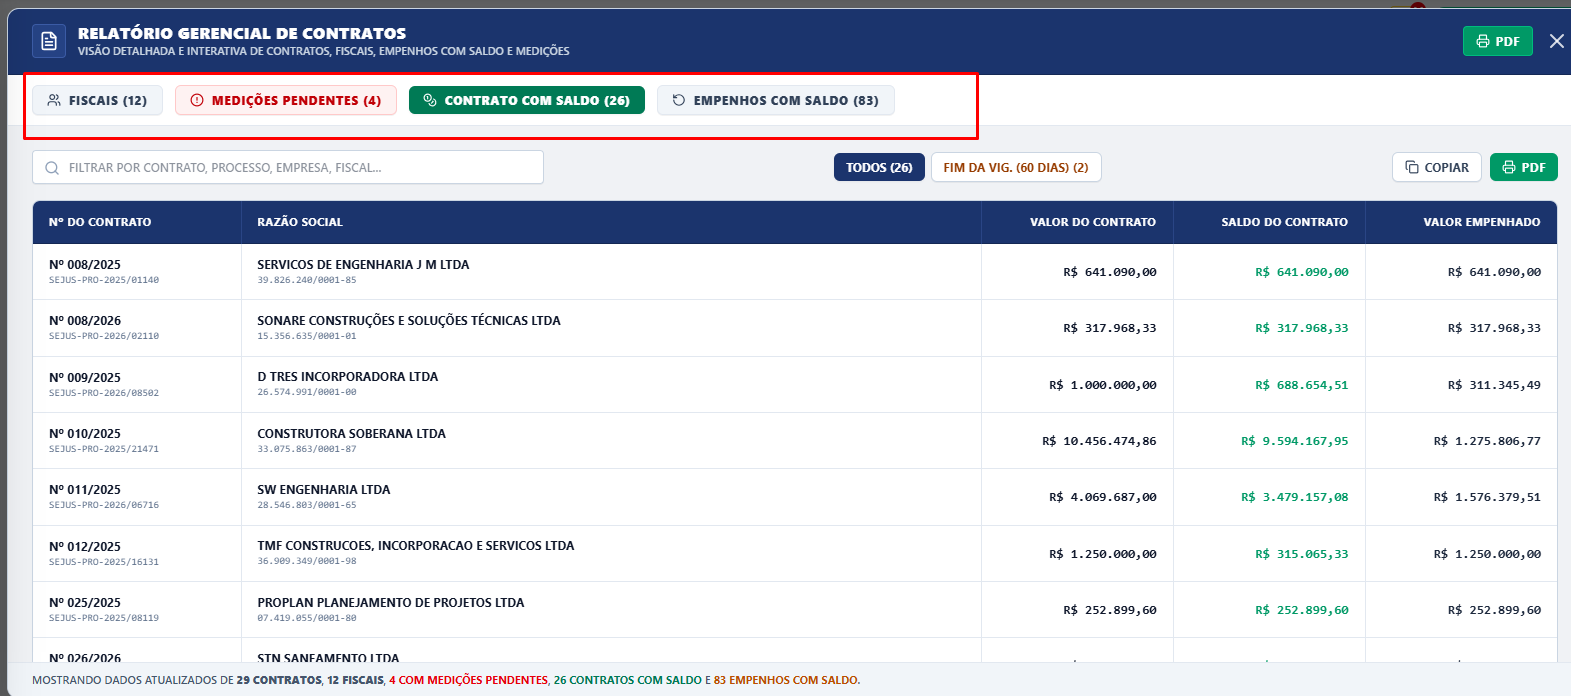 RELATÓRIO GERENCIAL DE CONTRATOS
VISÃO DETALHADA E INTERATIVA DE CONTRATOS, FISCAIS, EMPENHOS COM SALDO E MEDIÇÕES
PDF
FISCAIS (12) MEDIÇÕES PENDENTES (4) CONTRATO COM SALDO (26) EMPENHOS COM SALDO (83)
FILTRAR POR CONTRATO, PROCESSO, EMPRESA, FISCAL... TODOS (26) FIM DA VIG. (60 DIAS) (2) COPIAR PDF
Nº DO CONTRATO RAZÃO SOCIAL VALOR DO CONTRATO SALDO DO CONTRATO VALOR EMPENHADO
Nº 008/2025 SERVICOS DE ENGENHARIA J M LTDA R$ 641.090,00 R$ 641.090,00 R$ 641.090,00
SEJUS-PRO-2025/01140 39.826.240/0001-85
Nº 008/2026 SONARE CONSTRUÇÕES E SOLUÇÕES TÉCNICAS LTDA R$ 317.968,33 R$ 317.968,33 R$ 317.968,33
SEJUS-PRO-2026/02110 15.356.635/0001-01
Nº 009/2025 D TRES INCORPORADORA LTDA R$ 1.000.000,00 R$ 688.654,51 R$ 311.345,49
SEJUS-PRO-2026/08502 26.574.991/0001-00
Nº 010/2025 CONSTRUTORA SOBERANA LTDA R$ 10.456.474,86 R$ 9.594.167,95 R$ 1.275.806,77
SEJUS-PRO-2025/21471 33.075.863/0001-87
Nº 011/2025 SW ENGENHARIA LTDA R$ 4.069.687,00 R$ 3.479.157,08 R$ 1.576.379,51
SEJUS-PRO-2026/06716 28.546.803/0001-65
Nº 012/2025 TMF CONSTRUCOES, INCORPORACAO E SERVICOS LTDA R$ 1.250.000,00 R$ 315.065,33 R$ 1.250.000,00
SEJUS-PRO-2025/16131 36.909.349/0001-98
Nº 025/2025 PROPLAN PLANEJAMENTO DE PROJETOS LTDA R$ 252.899,60 R$ 252.899,60 R$ 252.899,60
SEJUS-PRO-2025/08119 07.419.055/0001-80
Nº 026/2026 STN SANEAMENTO LTDA
MOSTRANDO DADOS ATUALIZADOS DE 29 CONTRATOS, 12 FISCAIS, 4 COM MEDIÇÕES PENDENTES, 26 CONTRATOS COM SALDO E 83 EMPENHOS COM SALDO.